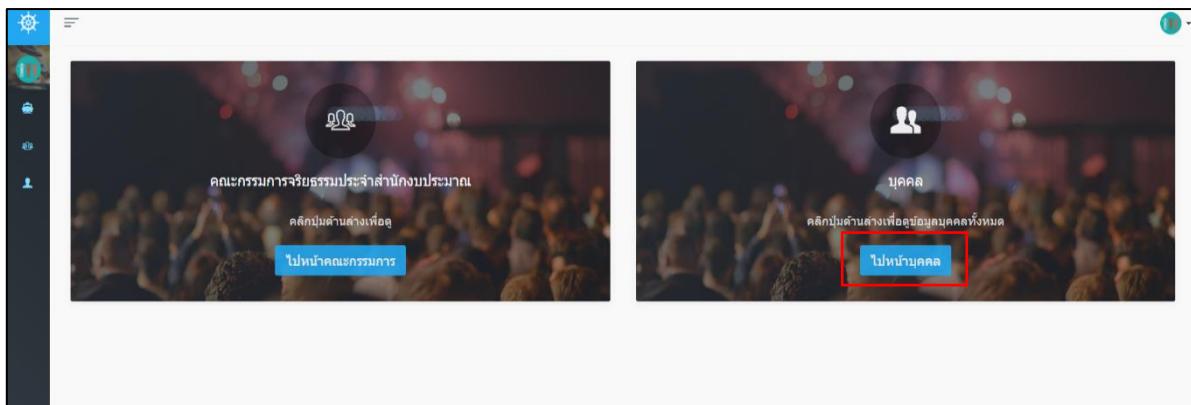 คณะกรรมการจริยธรรมประจำสำนักงบประมาณ
คลิกปุ่มด้านล่างเพื่อดู
ไปหน้าคณะกรรมการ
บุคคล
คลิกปุ่มด้านล่างเพื่อดูข้อมูลบุคคลทั้งหมด
ไปหน้าบุคคล